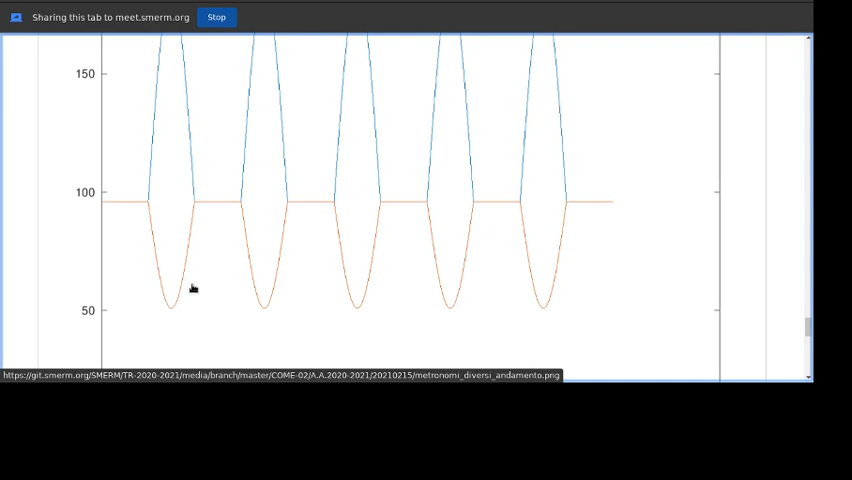 Sharing this tab to meet.smerm.org Stop
150
100
50
https://git.smerm.org/SMERM/TR-2020-2021/media/branch/master/COME-02/A.A.2020-2021/20210215/metronomi_diversi_andamento.png